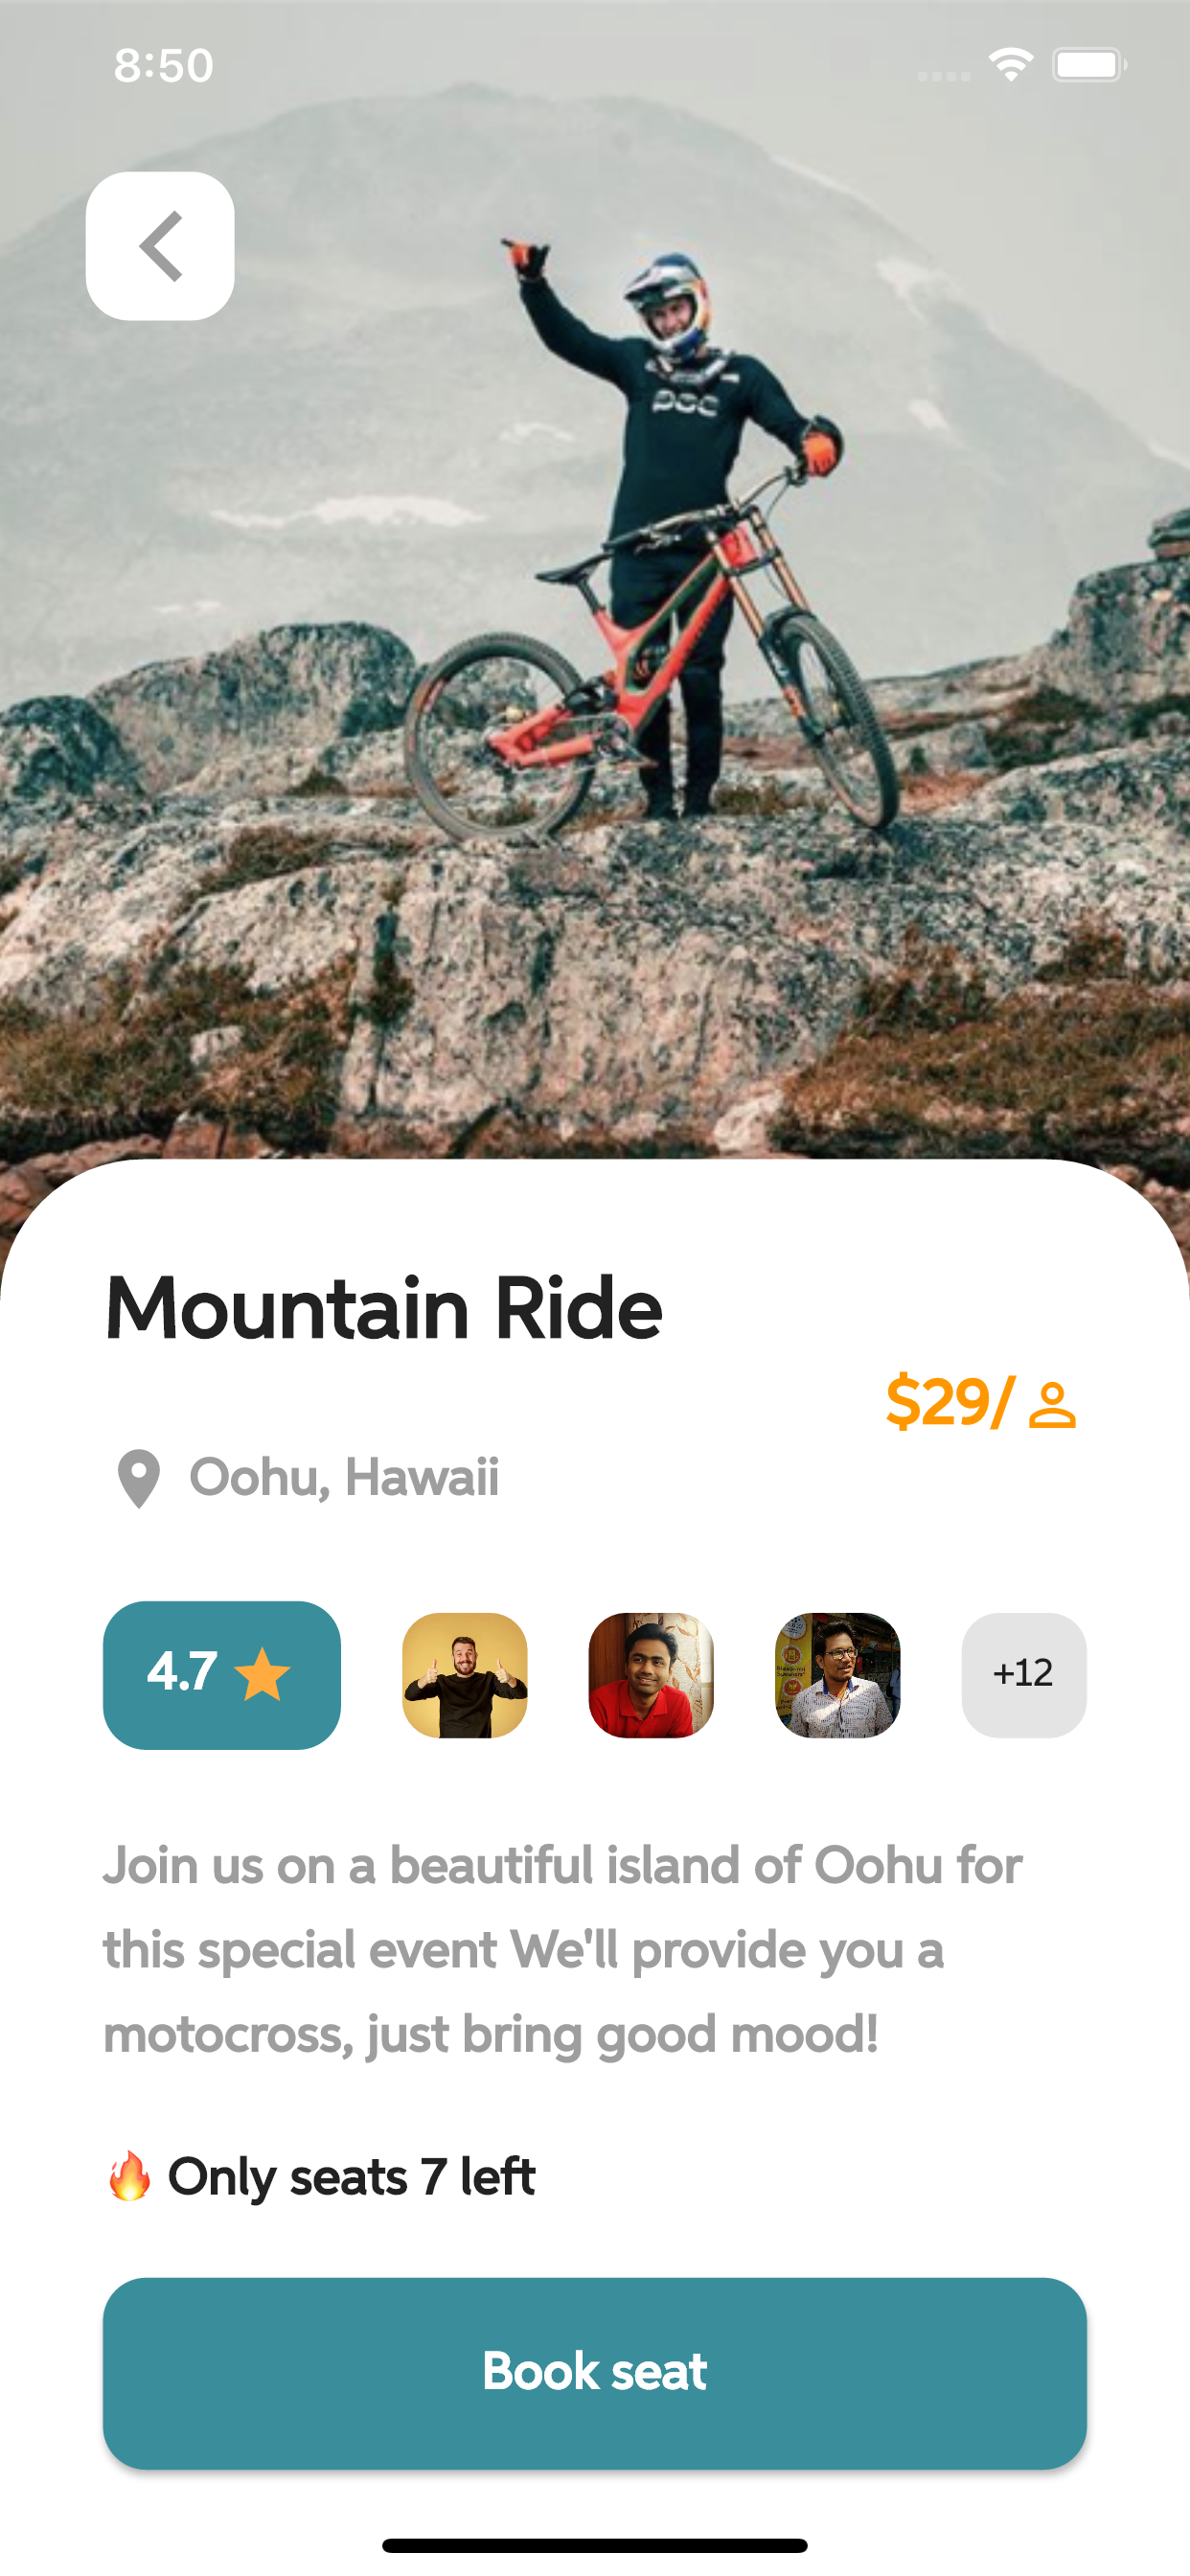 8:50
POC
Mountain Ride
$29/
Oohu, Hawaii
4.7
+12
Join us on a beautiful island of Oohu for
this special event We'll provide you a
motocross, just bring good mood!
🔥 Only seats 7 left
Book seat